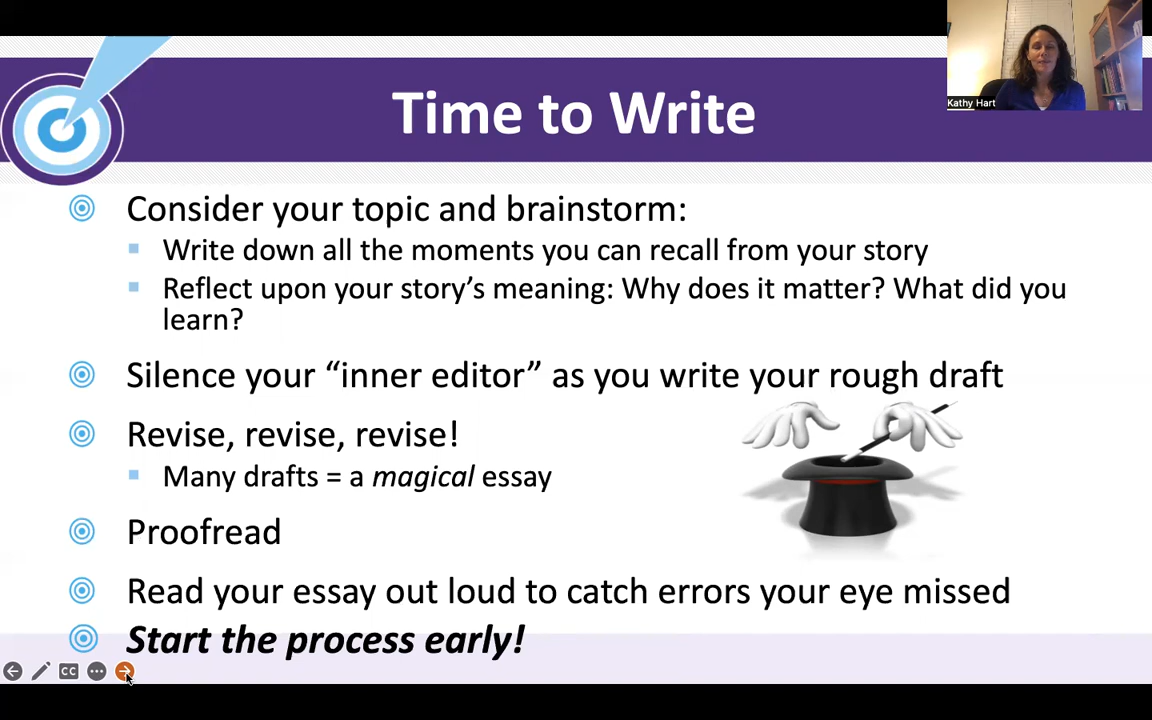 Time to Write
Kathy Hart
Consider your topic and brainstorm:
Write down all the moments you can recall from your story
Reflect upon your story’s meaning: Why does it matter? What did you
learn?
Silence your “inner editor” as you write your rough draft
Revise, revise, revise!
Many drafts = a magical essay
Proofread
Read your essay out loud to catch errors your eye missed
Start the process early!
CC